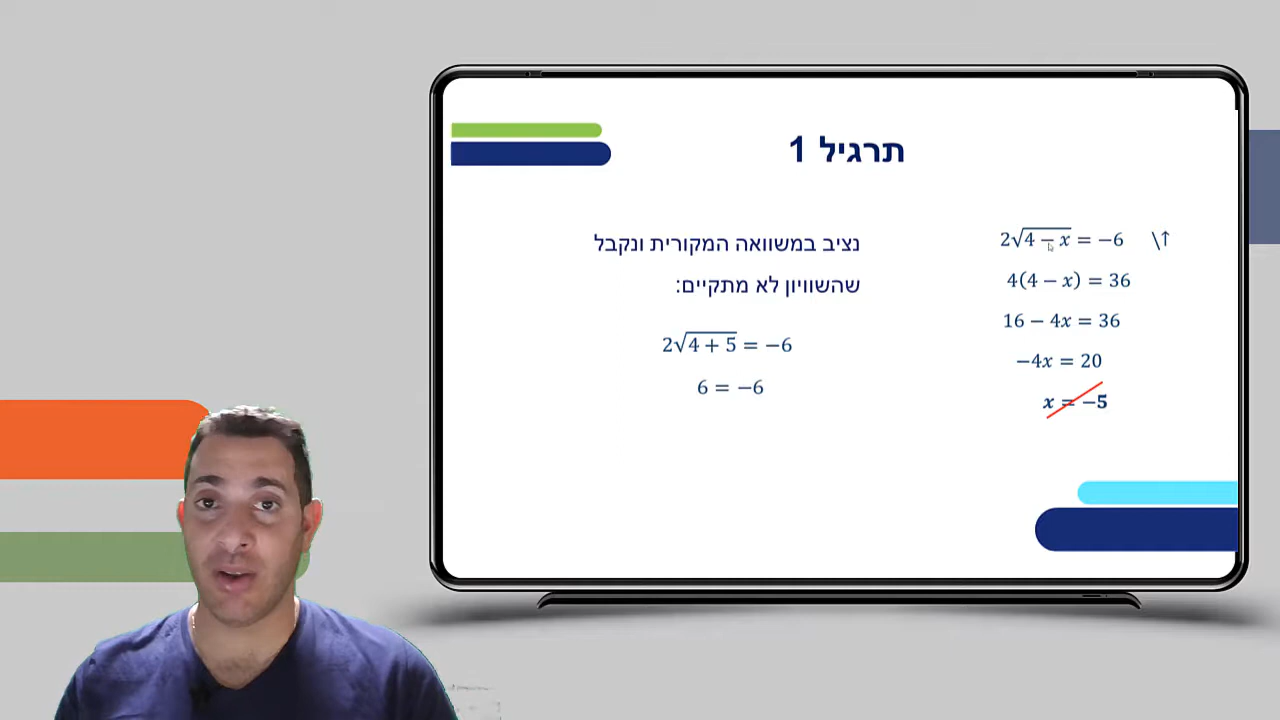 תרגיל 1
2√4 − x = −6 \↑
4(4 − x) = 36
16 − 4x = 36
−4x = 20
x = −5
נציב במשוואה המקורית ונקבל
שהשוויון לא מתקיים:
2√4 + 5 = −6
6 = −6